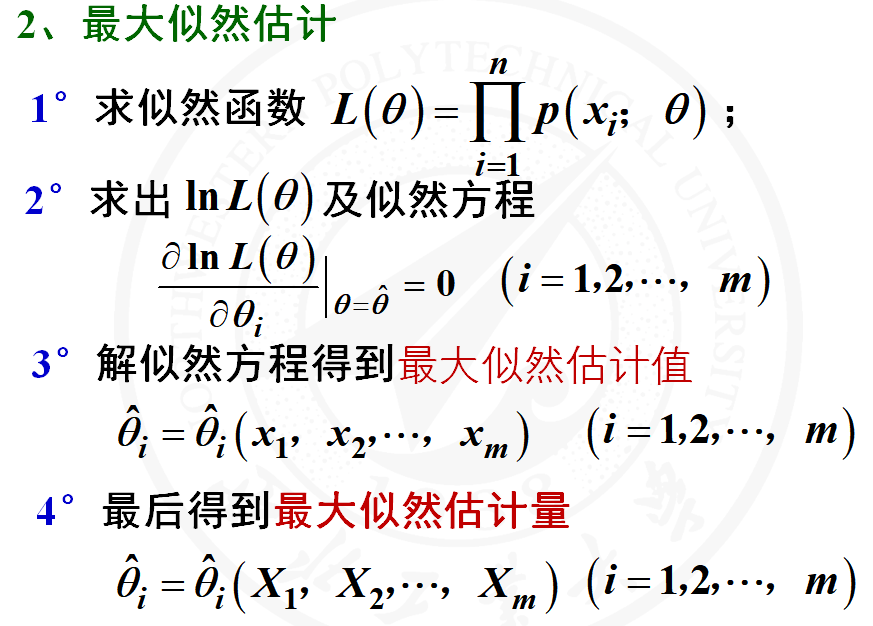 2、最大似然估计
1° 求似然函数 L(θ)=∏_{i=1}^{n} p(x_i; θ) ;
2° 求出 ln L(θ) 及似然方程
∂ ln L(θ)/∂θ_i |_{θ=θ̂} = 0 (i=1,2,⋯, m)
3° 解似然方程得到最大似然估计值
θ̂_i = θ̂_i(x_1, x_2,⋯, x_m) (i=1,2,⋯, m)
4° 最后得到最大似然估计量
θ̂_i = θ̂_i(X_1, X_2,⋯, X_m) (i=1,2,⋯, m)
POLYTECHNICAL UNIVERSITY